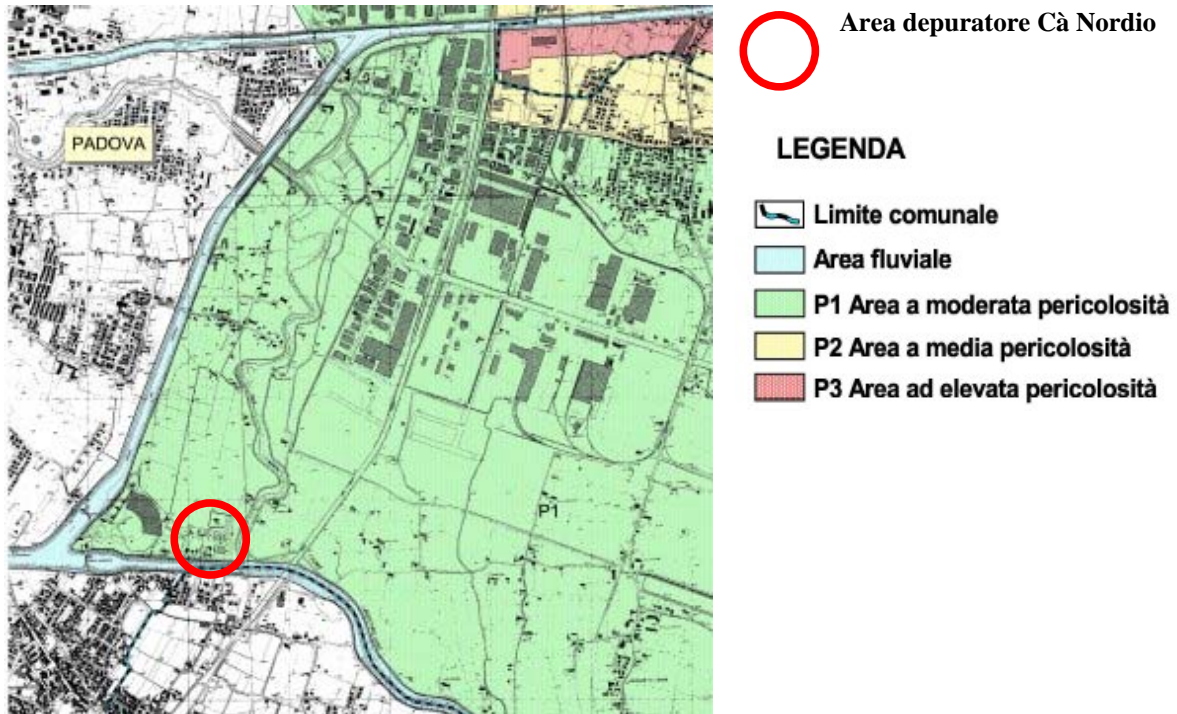 Area depuratore Cà Nordio
PADOVA
LEGENDA
Limite comunale
Area fluviale
P1 Area a moderata pericolosità
P2 Area a media pericolosità
P3 Area ad elevata pericolosità
P1